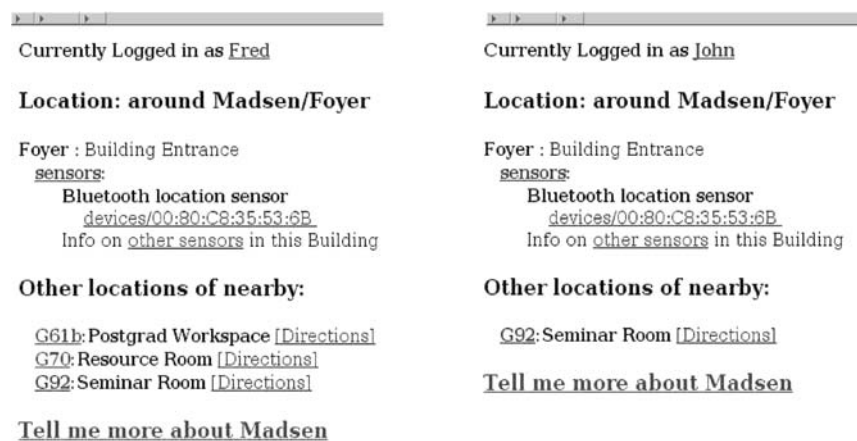 Currently Logged in as Fred
Location: around Madsen/Foyer
Foyer : Building Entrance
sensors:
Bluetooth location sensor
devices/00:80:C8:35:53:6B
Info on other sensors in this Building
Other locations of nearby:
G61b: Postgrad Workspace [Directions]
G70: Resource Room [Directions]
G92: Seminar Room [Directions]
Tell me more about Madsen
Currently Logged in as John
Location: around Madsen/Foyer
Foyer : Building Entrance
sensors:
Bluetooth location sensor
devices/00:80:C8:35:53:6B
Info on other sensors in this Building
Other locations of nearby:
G92: Seminar Room [Directions]
Tell me more about Madsen